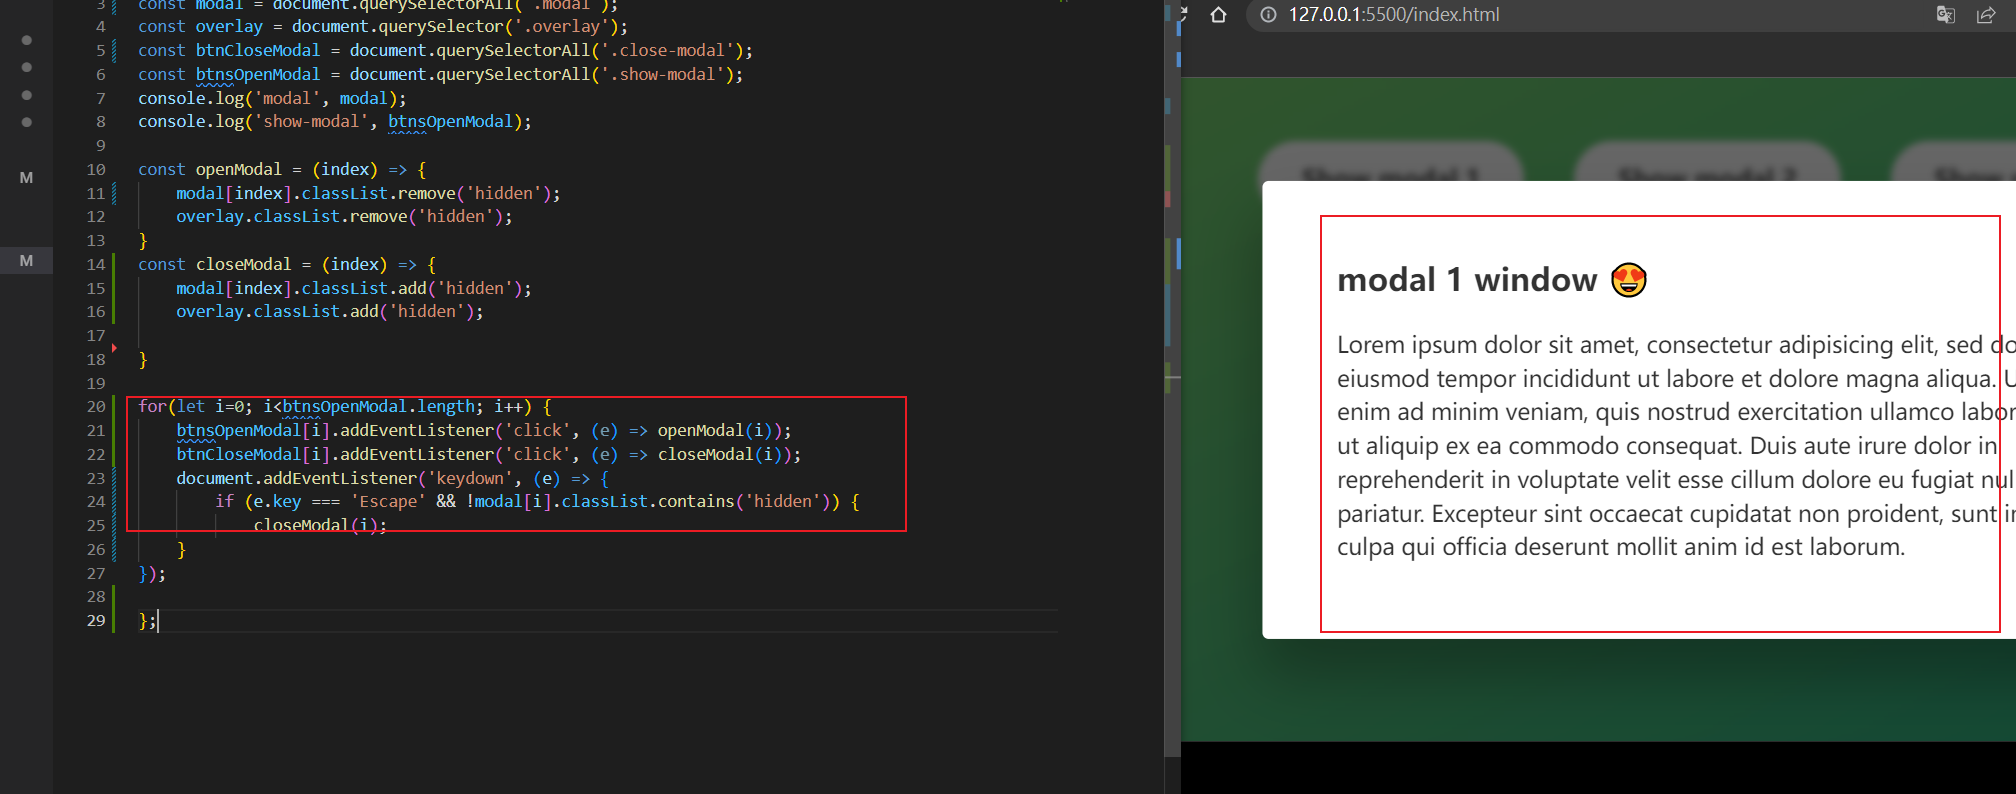 3 const modal = document.querySelectorAll('.modal');
4 const overlay = document.querySelector('.overlay');
5 const btnCloseModal = document.querySelectorAll('.close-modal');
6 const btnsOpenModal = document.querySelectorAll('.show-modal');
7 console.log('modal', modal);
8 console.log('show-modal', btnsOpenModal);
9
10 const openModal = (index) => {
11 modal[index].classList.remove('hidden');
12 overlay.classList.remove('hidden');
13 }
14 const closeModal = (index) => {
15 modal[index].classList.add('hidden');
16 overlay.classList.add('hidden');
17
18 }
19
20 for(let i=0; i<btnsOpenModal.length; i++) {
21 btnsOpenModal[i].addEventListener('click', (e) => openModal(i));
22 btnCloseModal[i].addEventListener('click', (e) => closeModal(i));
23 document.addEventListener('keydown', (e) => {
24 if (e.key === 'Escape' && !modal[i].classList.contains('hidden')) {
25 closeModal(i);
26 }
27 });
28
29 };
M
M
127.0.0.1:5500/index.html
Show modal 1
Show modal 2
Show
modal 1 window 😍
Lorem ipsum dolor sit amet, consectetur adipisicing elit, sed do
eiusmod tempor incididunt ut labore et dolore magna aliqua. U
enim ad minim veniam, quis nostrud exercitation ullamco labor
ut aliquip ex ea commodo consequat. Duis aute irure dolor in
reprehenderit in voluptate velit esse cillum dolore eu fugiat nul
pariatur. Excepteur sint occaecat cupidatat non proident, sunt in
culpa qui officia deserunt mollit anim id est laborum.